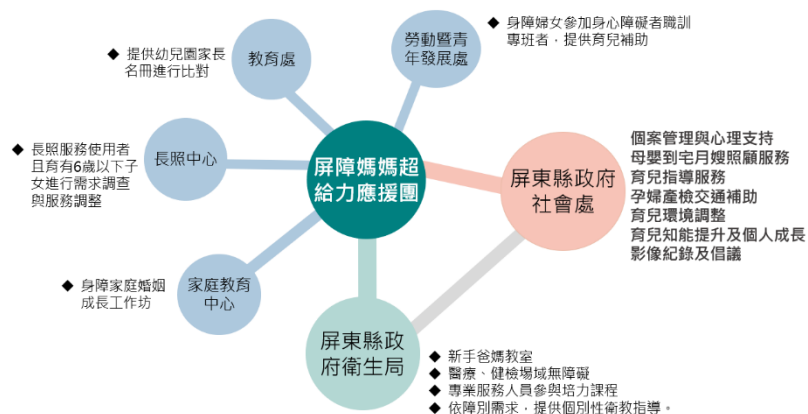 ◆ 身障婦女參加身心障礙者職訓
專班者，提供育兒補助
勞動暨青
年發展處
◆ 提供幼兒園家長
名冊進行比對
教育處
◆ 長照服務使用者
且育有6歲以下子
女進行需求調查
與服務調整
長照中心
屏障媽媽超
給力應援團
屏東縣政府
社會處
個案管理與心理支持
母嬰到宅月嫂照顧服務
育兒指導服務
孕婦產檢交通補助
育兒環境調整
育兒知能提升及個人成長
影像紀錄及倡議
◆ 身障家庭婚姻
成長工作坊
家庭教育
中心
屏東縣政
府衛生局
◆ 新手爸媽教室
◆ 醫療、健檢場域無障礙
◆ 專業服務人員參與培力課程
◆ 依障別需求，提供個別性衛教指導。